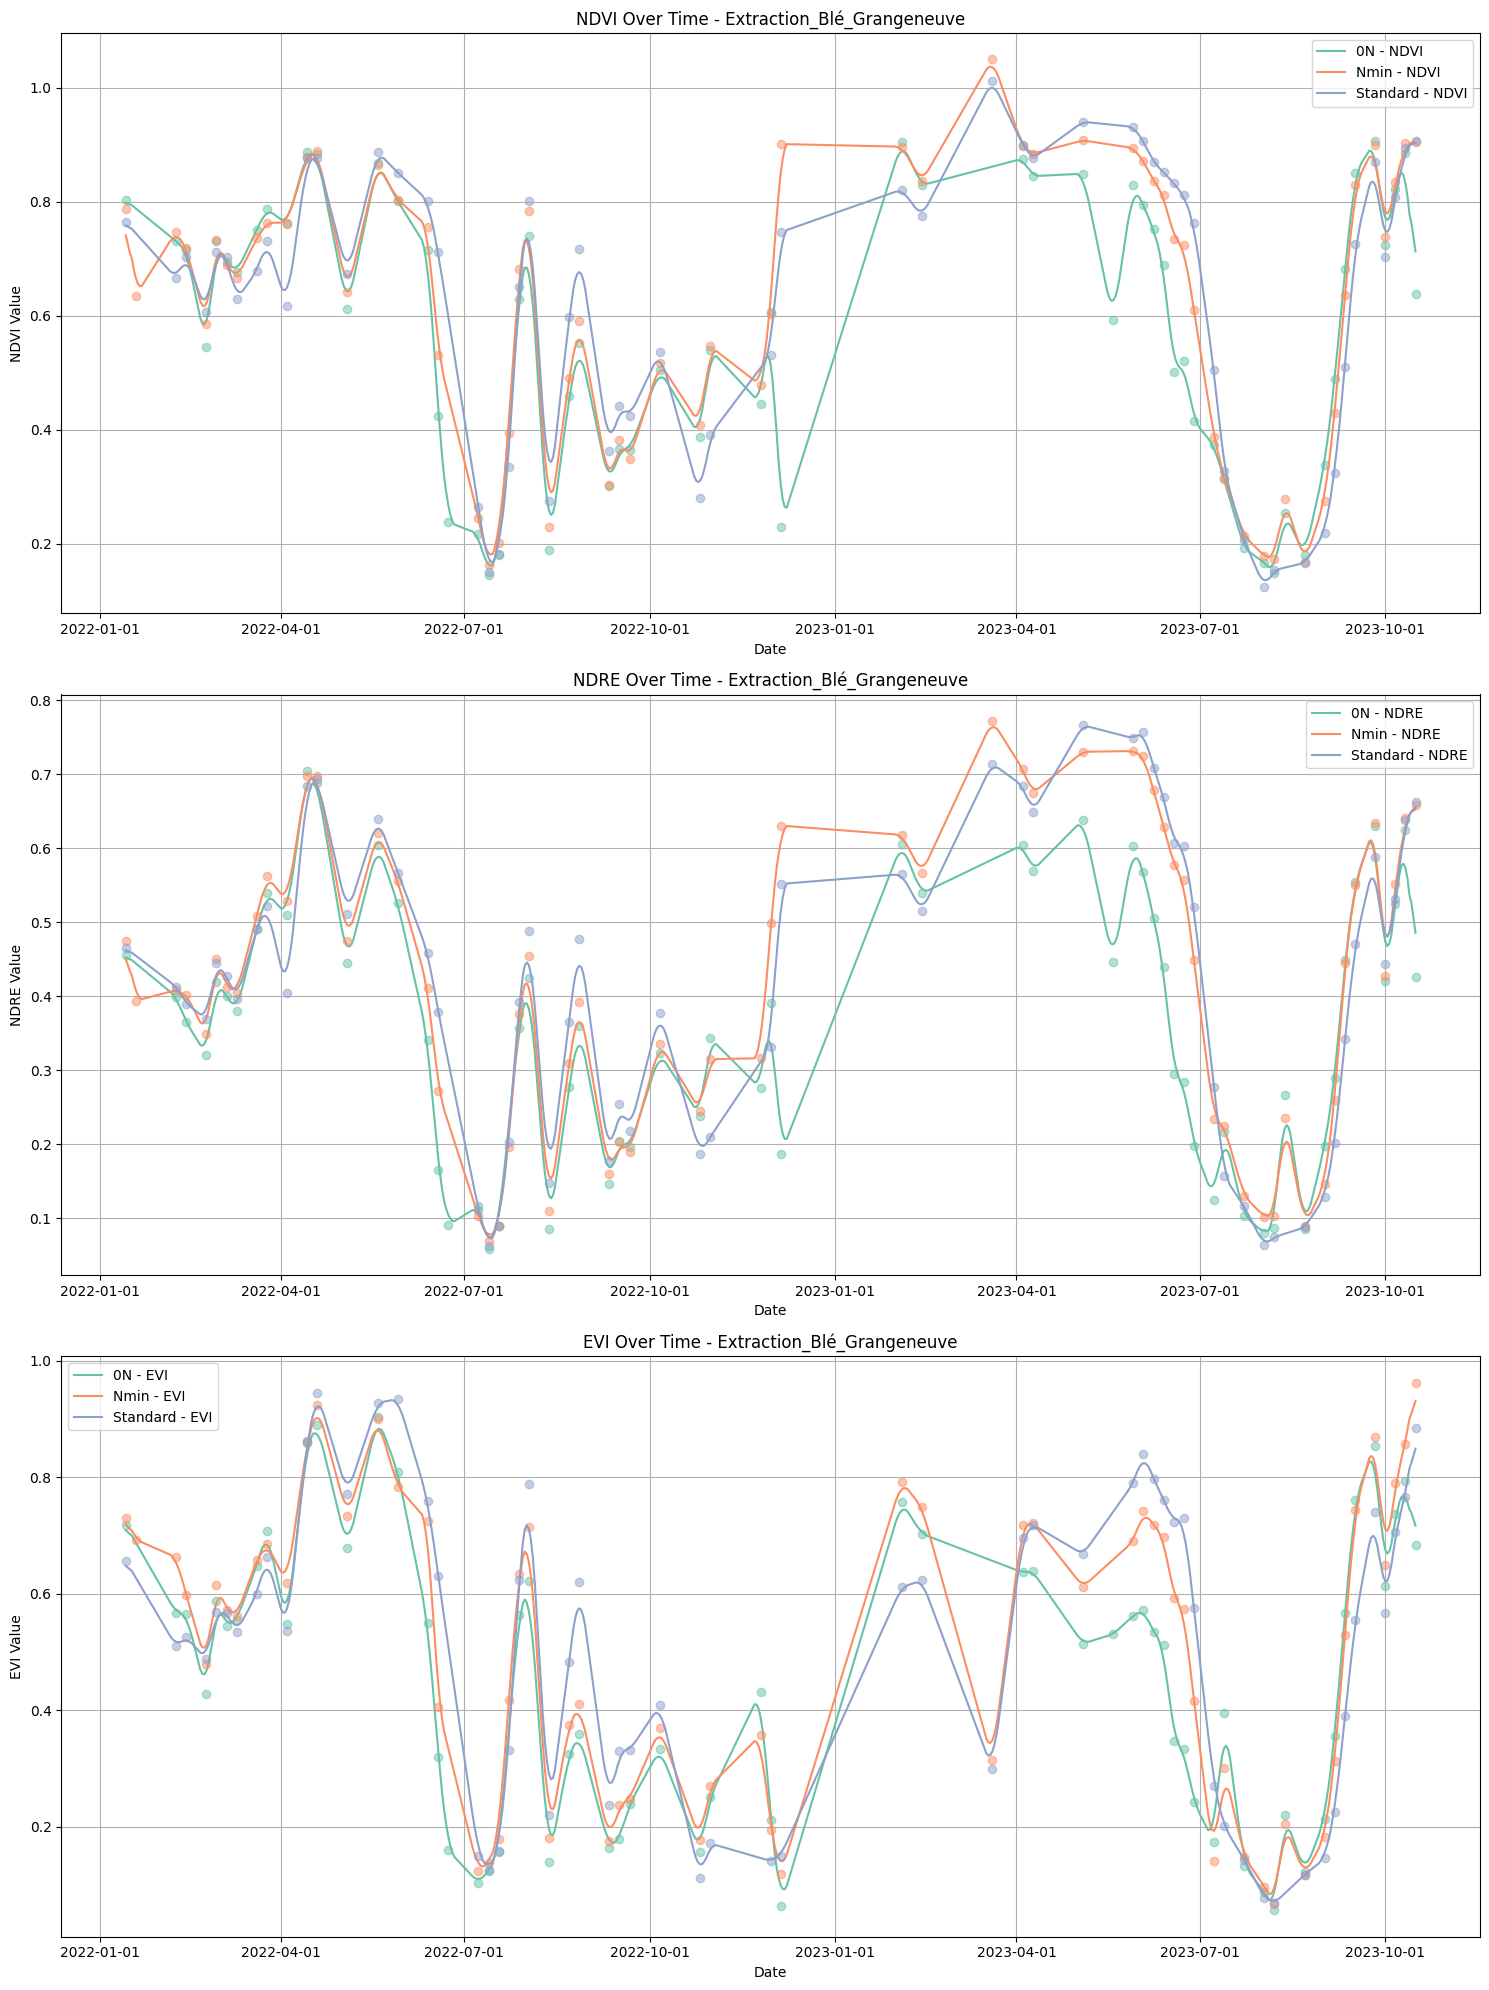 NDVI Over Time - Extraction_Blé_Grangeneuve
0N - NDVI
Nmin - NDVI
Standard - NDVI
NDVI Value
1.0
0.8
0.6
0.4
0.2
2022-01-01 2022-04-01 2022-07-01 2022-10-01 2023-01-01 2023-04-01 2023-07-01 2023-10-01
Date
NDRE Over Time - Extraction_Blé_Grangeneuve
0N - NDRE
Nmin - NDRE
Standard - NDRE
NDRE Value
0.8
0.7
0.6
0.5
0.4
0.3
0.2
0.1
2022-01-01 2022-04-01 2022-07-01 2022-10-01 2023-01-01 2023-04-01 2023-07-01 2023-10-01
Date
EVI Over Time - Extraction_Blé_Grangeneuve
0N - EVI
Nmin - EVI
Standard - EVI
EVI Value
1.0
0.8
0.6
0.4
0.2
2022-01-01 2022-04-01 2022-07-01 2022-10-01 2023-01-01 2023-04-01 2023-07-01 2023-10-01
Date